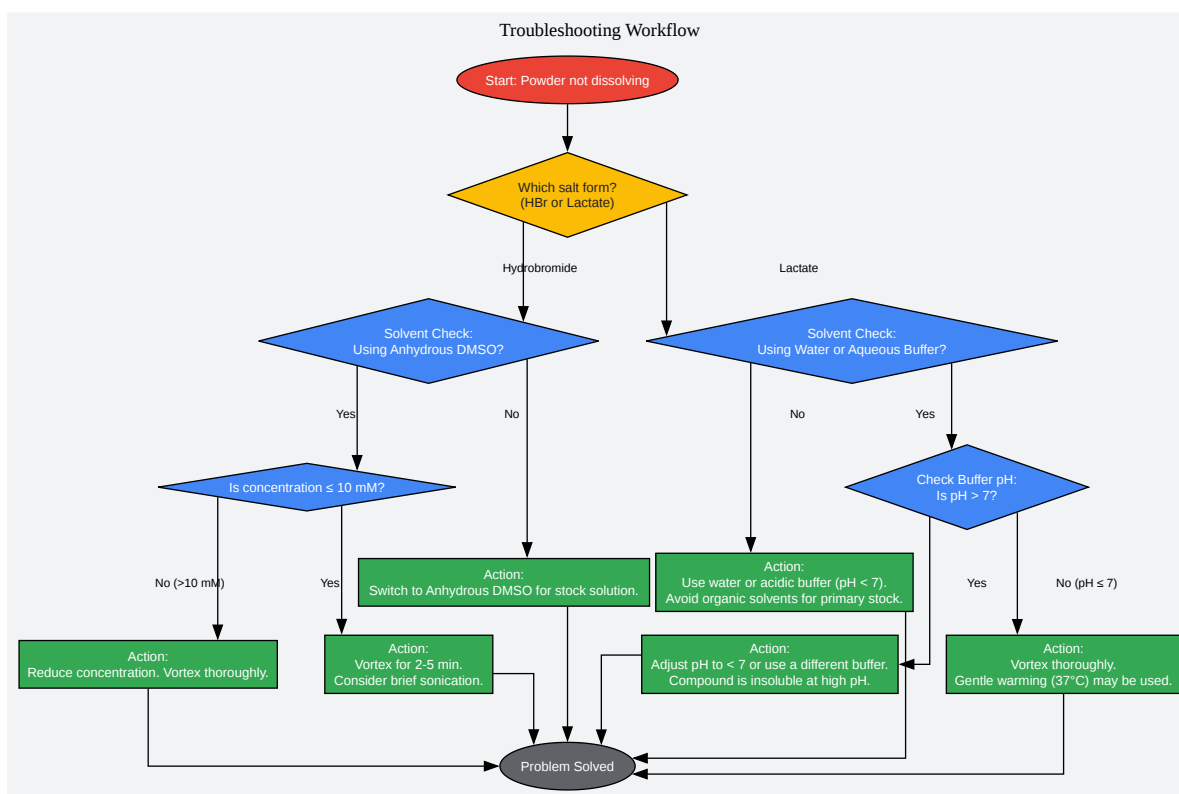 Troubleshooting Workflow
Start: Powder not dissolving
Which salt form?
(HBr or Lactate)
Hydrobromide
Lactate
Solvent Check:
Using Anhydrous DMSO?
Solvent Check:
Using Water or Aqueous Buffer?
Yes
No
No
Yes
Is concentration ≤ 10 mM?
Check Buffer pH:
Is pH > 7?
No (>10 mM)
Yes
Action:
Switch to Anhydrous DMSO for stock solution.
Action:
Use water or acidic buffer (pH < 7).
Avoid organic solvents for primary stock.
Yes
No (pH ≤ 7)
Action:
Reduce concentration. Vortex thoroughly.
Action:
Vortex for 2-5 min.
Consider brief sonication.
Action:
Adjust pH to < 7 or use a different buffer.
Compound is insoluble at high pH.
Action:
Vortex thoroughly.
Gentle warming (37°C) may be used.
Problem Solved